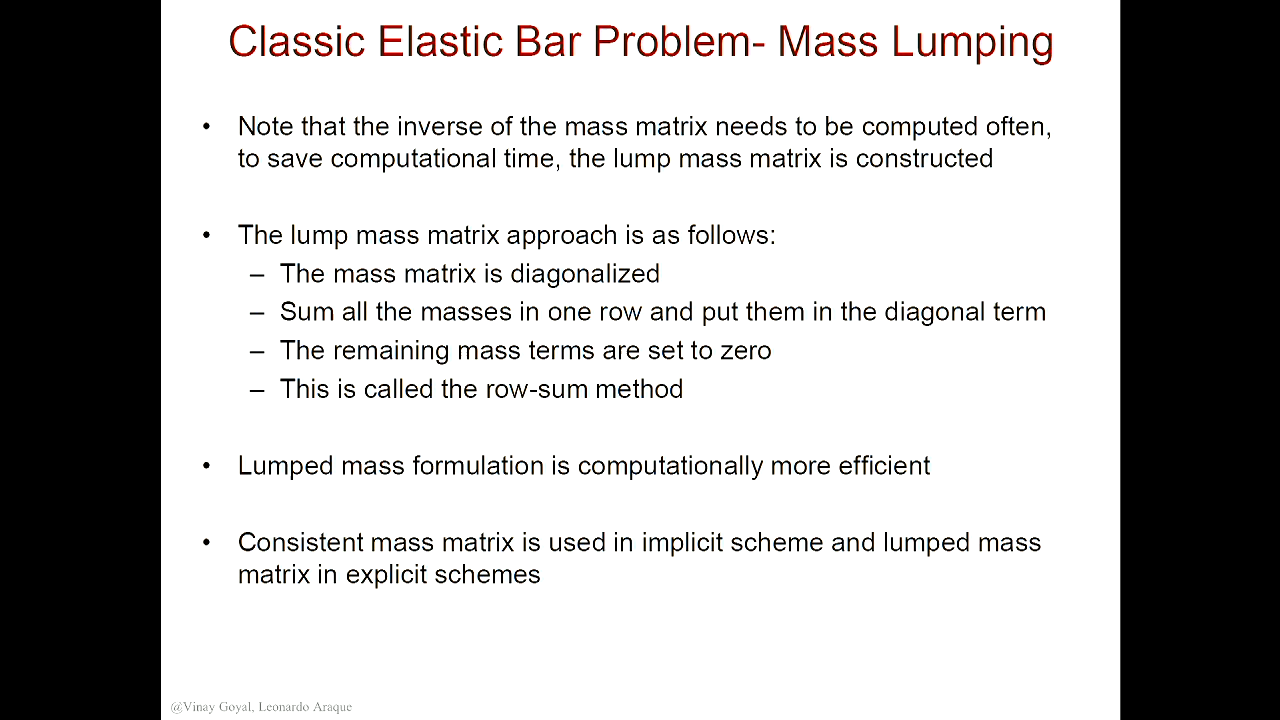 Classic Elastic Bar Problem- Mass Lumping
• Note that the inverse of the mass matrix needs to be computed often,
to save computational time, the lump mass matrix is constructed
• The lump mass matrix approach is as follows:
– The mass matrix is diagonalized
– Sum all the masses in one row and put them in the diagonal term
– The remaining mass terms are set to zero
– This is called the row-sum method
• Lumped mass formulation is computationally more efficient
• Consistent mass matrix is used in implicit scheme and lumped mass
matrix in explicit schemes
@Vinay Goyal, Leonardo Araque